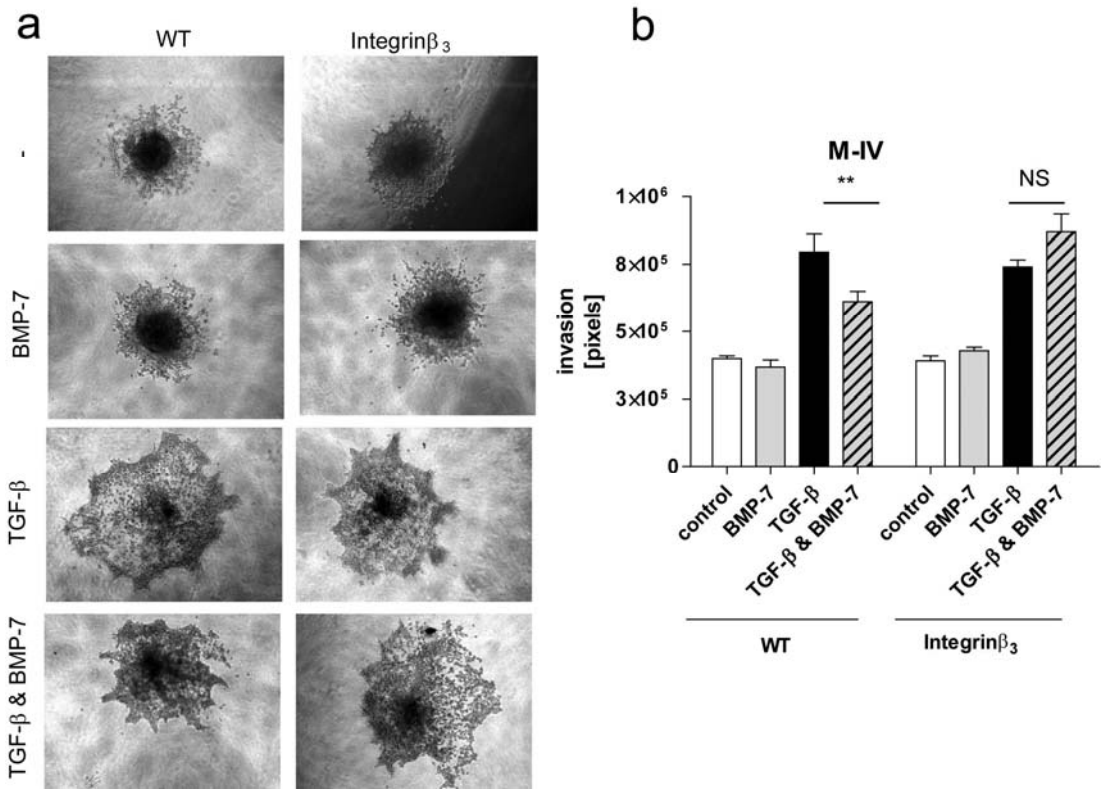 a
WT
Integrinβ3
-
BMP-7
TGF-β
TGF-β & BMP-7
b
M-IV
**
NS
1×10⁶
8×10⁵
5×10⁵
3×10⁵
0
invasion
[pixels]
control
BMP-7
TGF-β
TGF-β & BMP-7
control
BMP-7
TGF-β
TGF-β & BMP-7
WT
Integrinβ3